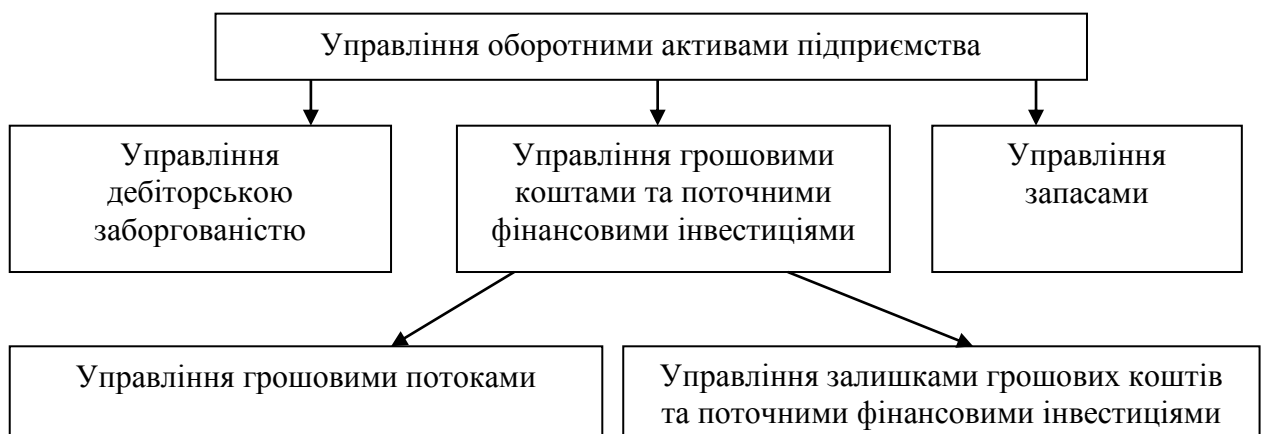 Управління оборотними активами підприємства
Управління
дебіторською
заборгованістю
Управління грошовими
коштами та поточними
фінансовими інвестиціями
Управління
запасами
Управління грошовими потоками
Управління залишками грошових коштів
та поточними фінансовими інвестиціями